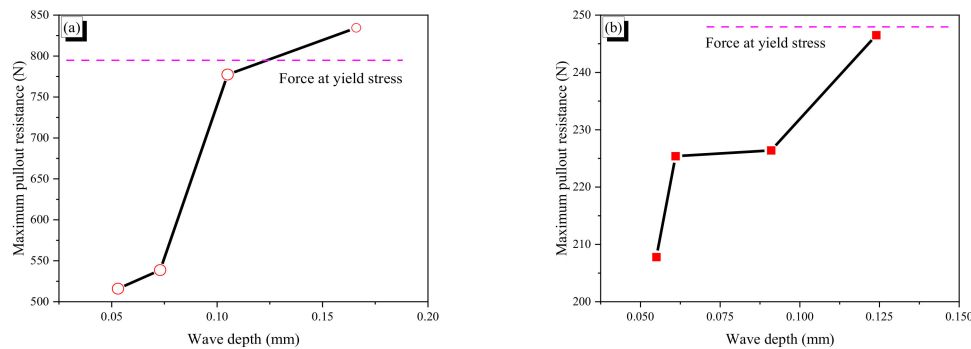 (a)
850
800
750
700
650
600
550
500
Maximum pullout resistance (N)
Force at yield stress
0.05
0.10
0.15
0.20
Wave depth (mm)
(b)
250
240
230
220
210
200
Maximum pullout resistance (N)
Force at yield stress
0.050
0.075
0.100
0.125
0.150
Wave depth (mm)